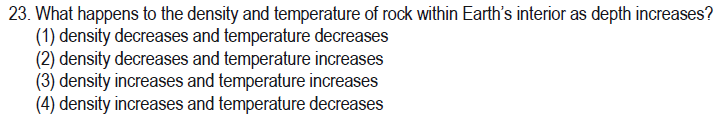 23. What happens to the density and temperature of rock within Earth's interior as depth increases?
(1) density decreases and temperature decreases
(2) density decreases and temperature increases
(3) density increases and temperature increases
(4) density increases and temperature decreases